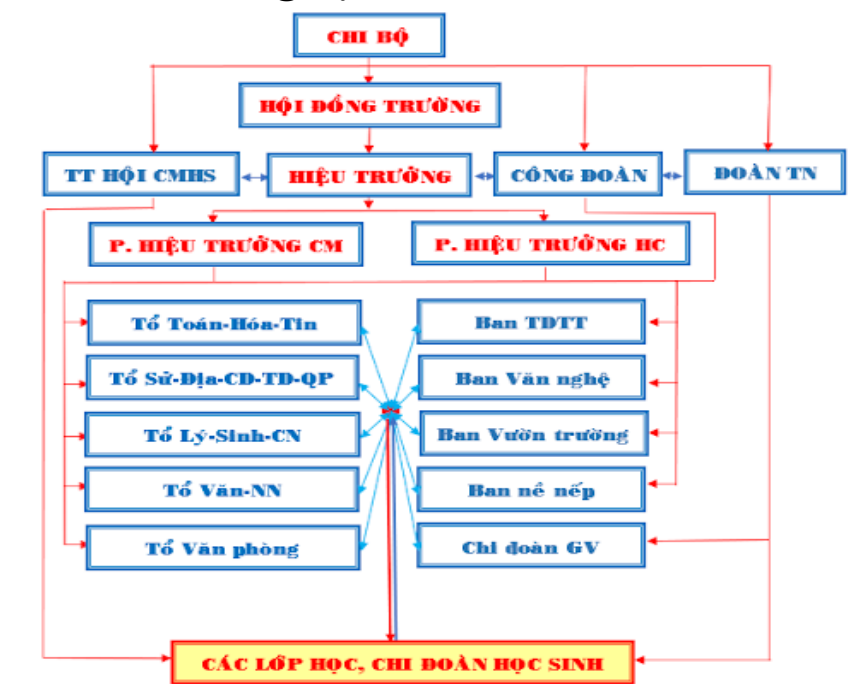 CHI BỘ
HỘI ĐỒNG TRƯỜNG
TT HỘI CMHS
HIỆU TRƯỞNG
CÔNG ĐOÀN
ĐOÀN TN
P. HIỆU TRƯỞNG CM
P. HIỆU TRƯỞNG HC
Tổ Toán-Hóa-Tin
Ban TDTT
Tổ Sử-Địa-CD-TD-QP
Ban Văn nghệ
Tổ Lý-Sinh-CN
Ban Vườn trường
Tổ Văn-NN
Ban nề nếp
Tổ Văn phòng
Chi đoàn GV
CÁC LỚP HỌC, CHI ĐOÀN HỌC SINH